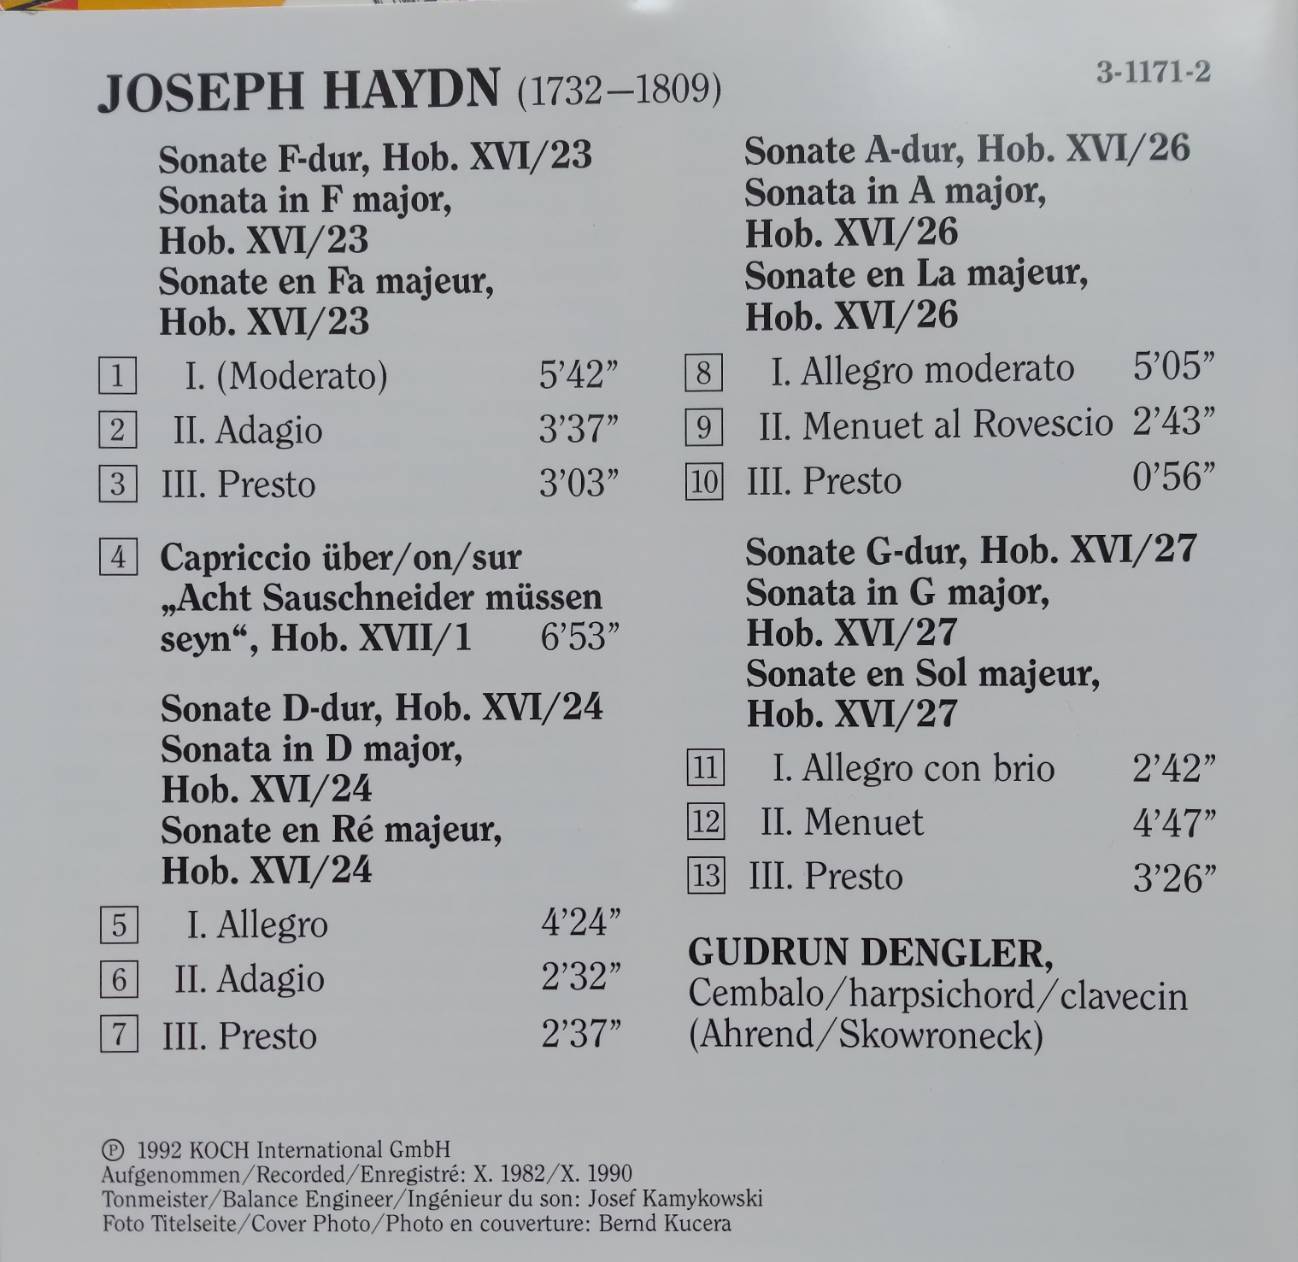 JOSEPH HAYDN (1732–1809)
3-1171-2
Sonate F-dur, Hob. XVI/23
Sonata in F major,
Hob. XVI/23
Sonate en Fa majeur,
Hob. XVI/23
1 I. (Moderato) 5’42”
2 II. Adagio 3’37”
3 III. Presto 3’03”
4 Capriccio über/on/sur
„Acht Sauschneider müssen
seyn“, Hob. XVII/1 6’53”
Sonate D-dur, Hob. XVI/24
Sonata in D major,
Hob. XVI/24
Sonate en Ré majeur,
Hob. XVI/24
5 I. Allegro 4’24”
6 II. Adagio 2’32”
7 III. Presto 2’37”
Sonate A-dur, Hob. XVI/26
Sonata in A major,
Hob. XVI/26
Sonate en La majeur,
Hob. XVI/26
8 I. Allegro moderato 5’05”
9 II. Menuet al Rovescio 2’43”
10 III. Presto 0’56”
Sonate G-dur, Hob. XVI/27
Sonata in G major,
Hob. XVI/27
Sonate en Sol majeur,
Hob. XVI/27
11 I. Allegro con brio 2’42”
12 II. Menuet 4’47”
13 III. Presto 3’26”
GUDRUN DENGLER,
Cembalo/harpsichord/clavecin
(Ahrend/Skowroneck)
℗ 1992 KOCH International GmbH
Aufgenommen/Recorded/Enregistré: X. 1982/X. 1990
Tonmeister/Balance Engineer/Ingénieur du son: Josef Kamykowski
Foto Titelseite/Cover Photo/Photo en couverture: Bernd Kucera